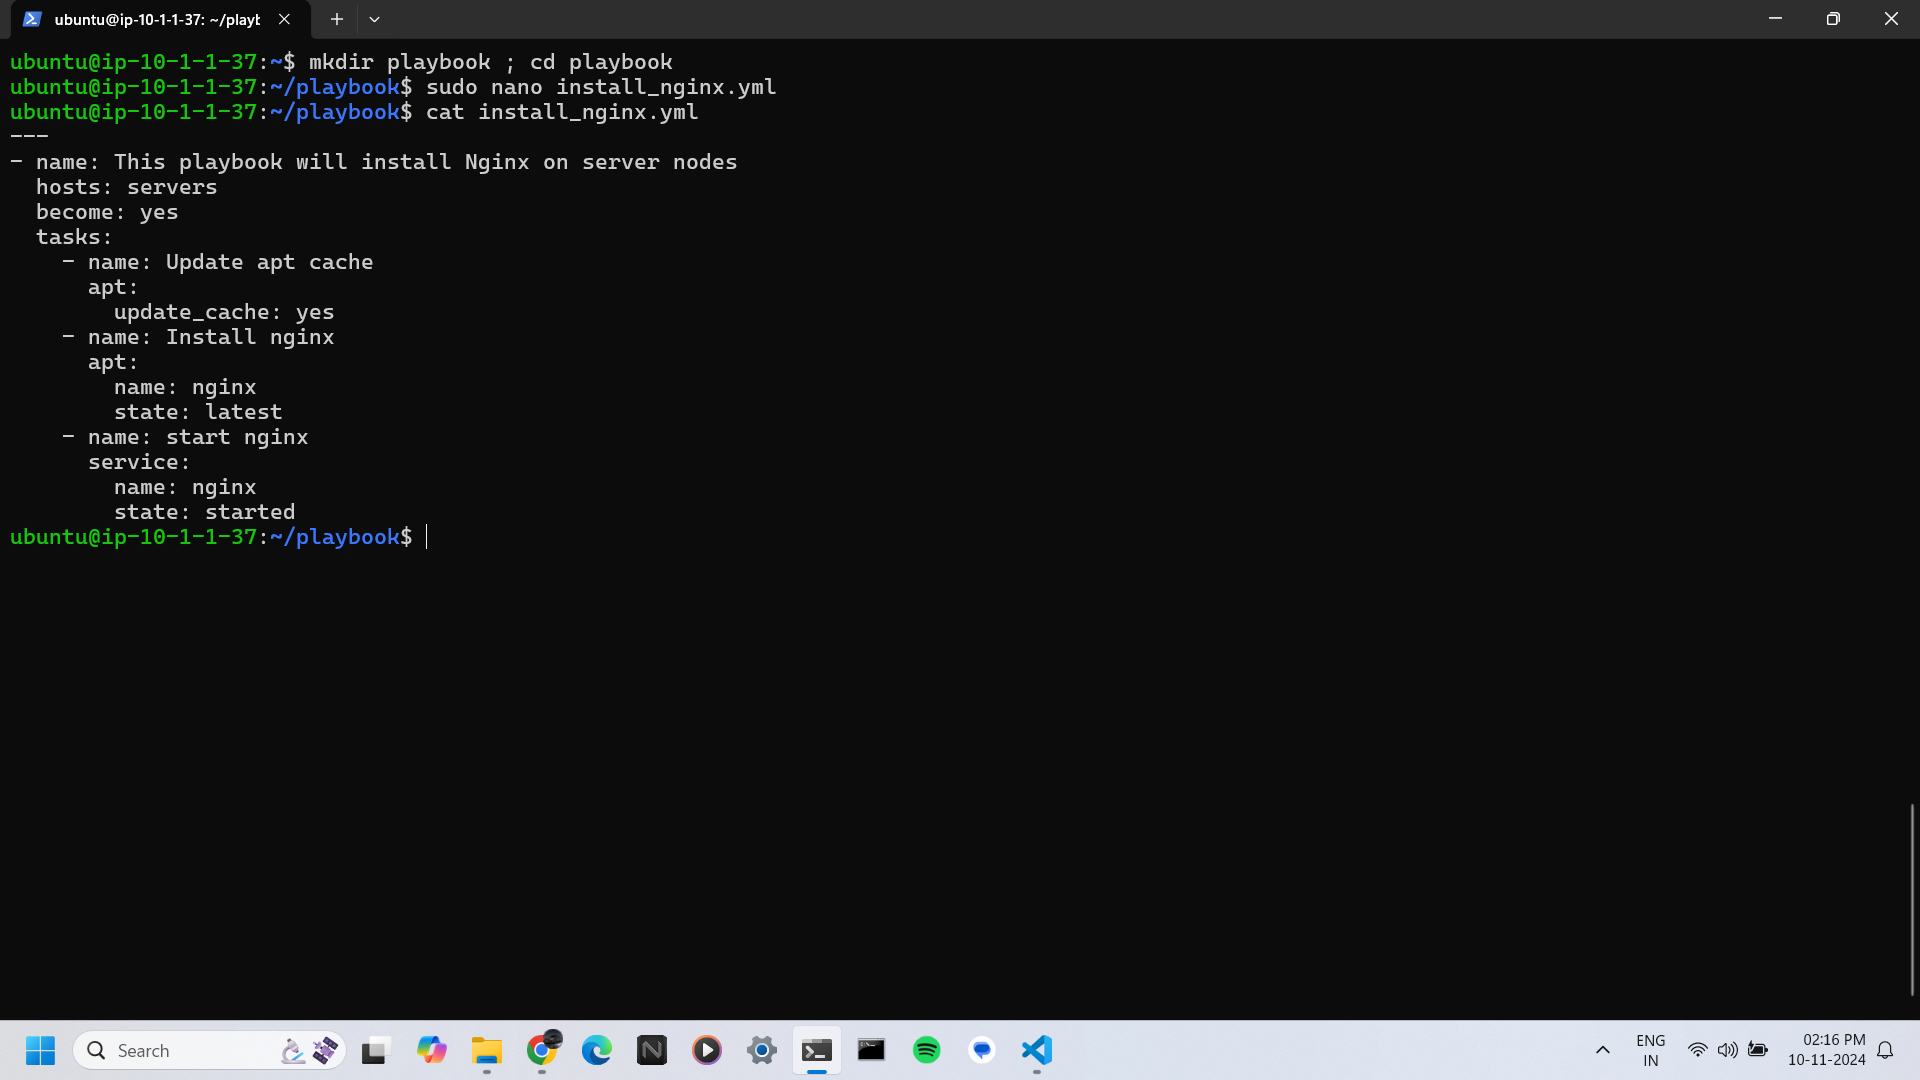 ubuntu@ip-10-1-1-37: ~/playb
ubuntu@ip-10-1-1-37:~$ mkdir playbook ; cd playbook
ubuntu@ip-10-1-1-37:~/playbook$ sudo nano install_nginx.yml
ubuntu@ip-10-1-1-37:~/playbook$ cat install_nginx.yml
---
- name: This playbook will install Nginx on server nodes
  hosts: servers
  become: yes
  tasks:
    - name: Update apt cache
      apt:
        update_cache: yes
    - name: Install nginx
      apt:
        name: nginx
        state: latest
    - name: start nginx
      service:
        name: nginx
        state: started
ubuntu@ip-10-1-1-37:~/playbook$
Search
ENG
IN
02:16 PM
10-11-2024